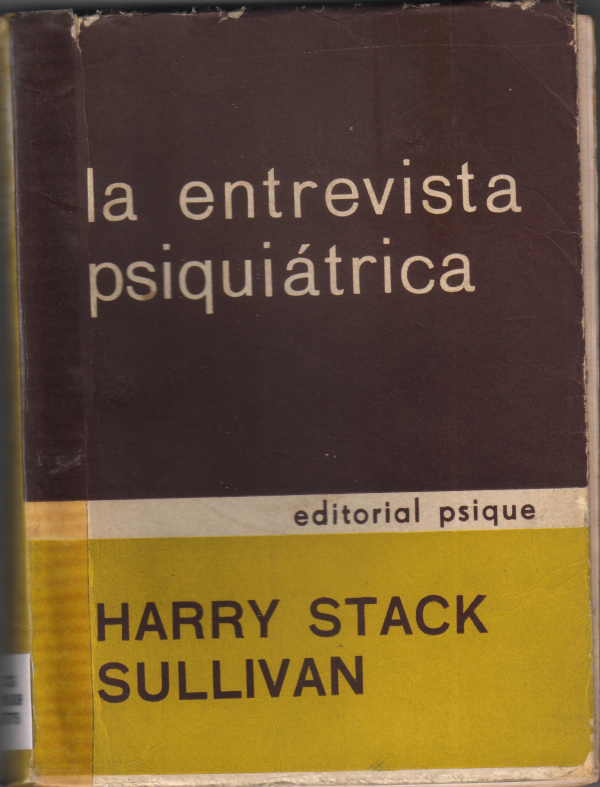 la entrevista
psiquiátrica
editorial psique
HARRY STACK
SULLIVAN